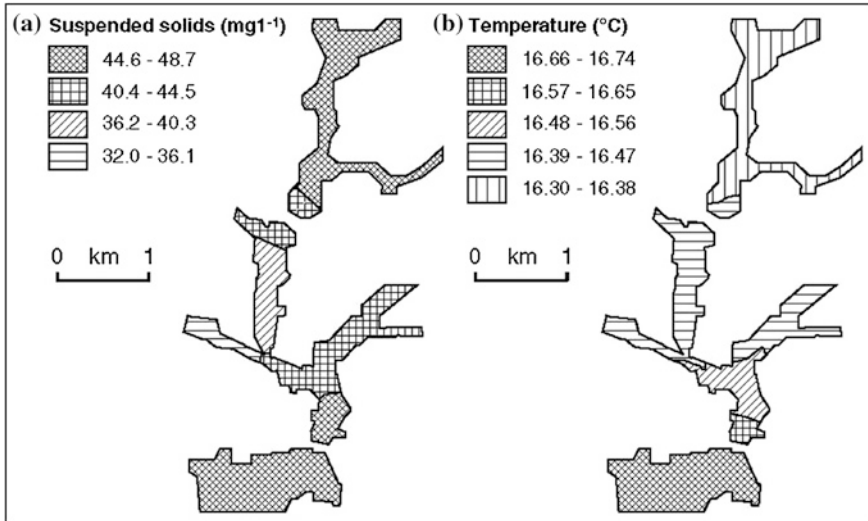 (a) Suspended solids (mg1⁻¹)
44.6 - 48.7
40.4 - 44.5
36.2 - 40.3
32.0 - 36.1
0 km 1
(b) Temperature (°C)
16.66 - 16.74
16.57 - 16.65
16.48 - 16.56
16.39 - 16.47
16.30 - 16.38
0 km 1